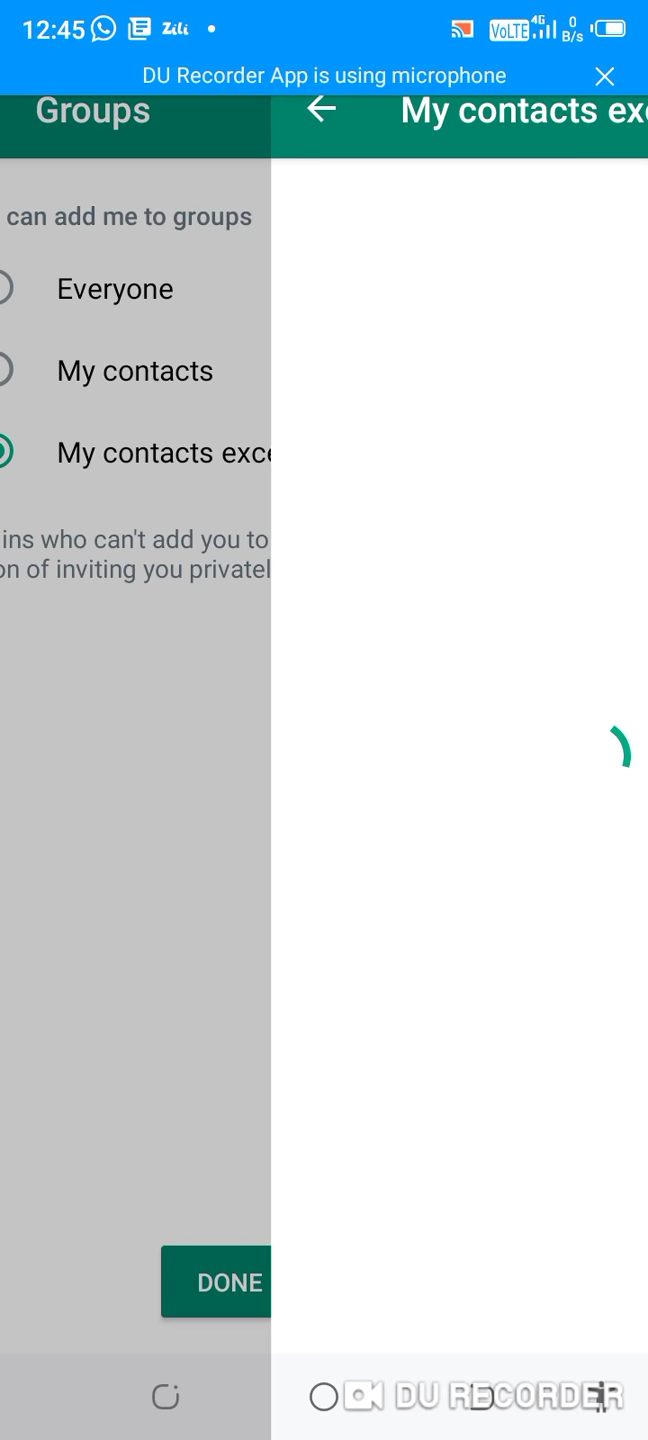 12:45 Zili VoLTE 4G 0 B/s
DU Recorder App is using microphone
Groups
My contacts exc
can add me to groups
Everyone
My contacts
My contacts exce
ins who can't add you to
on of inviting you privatel
DONE
DU RECORDER